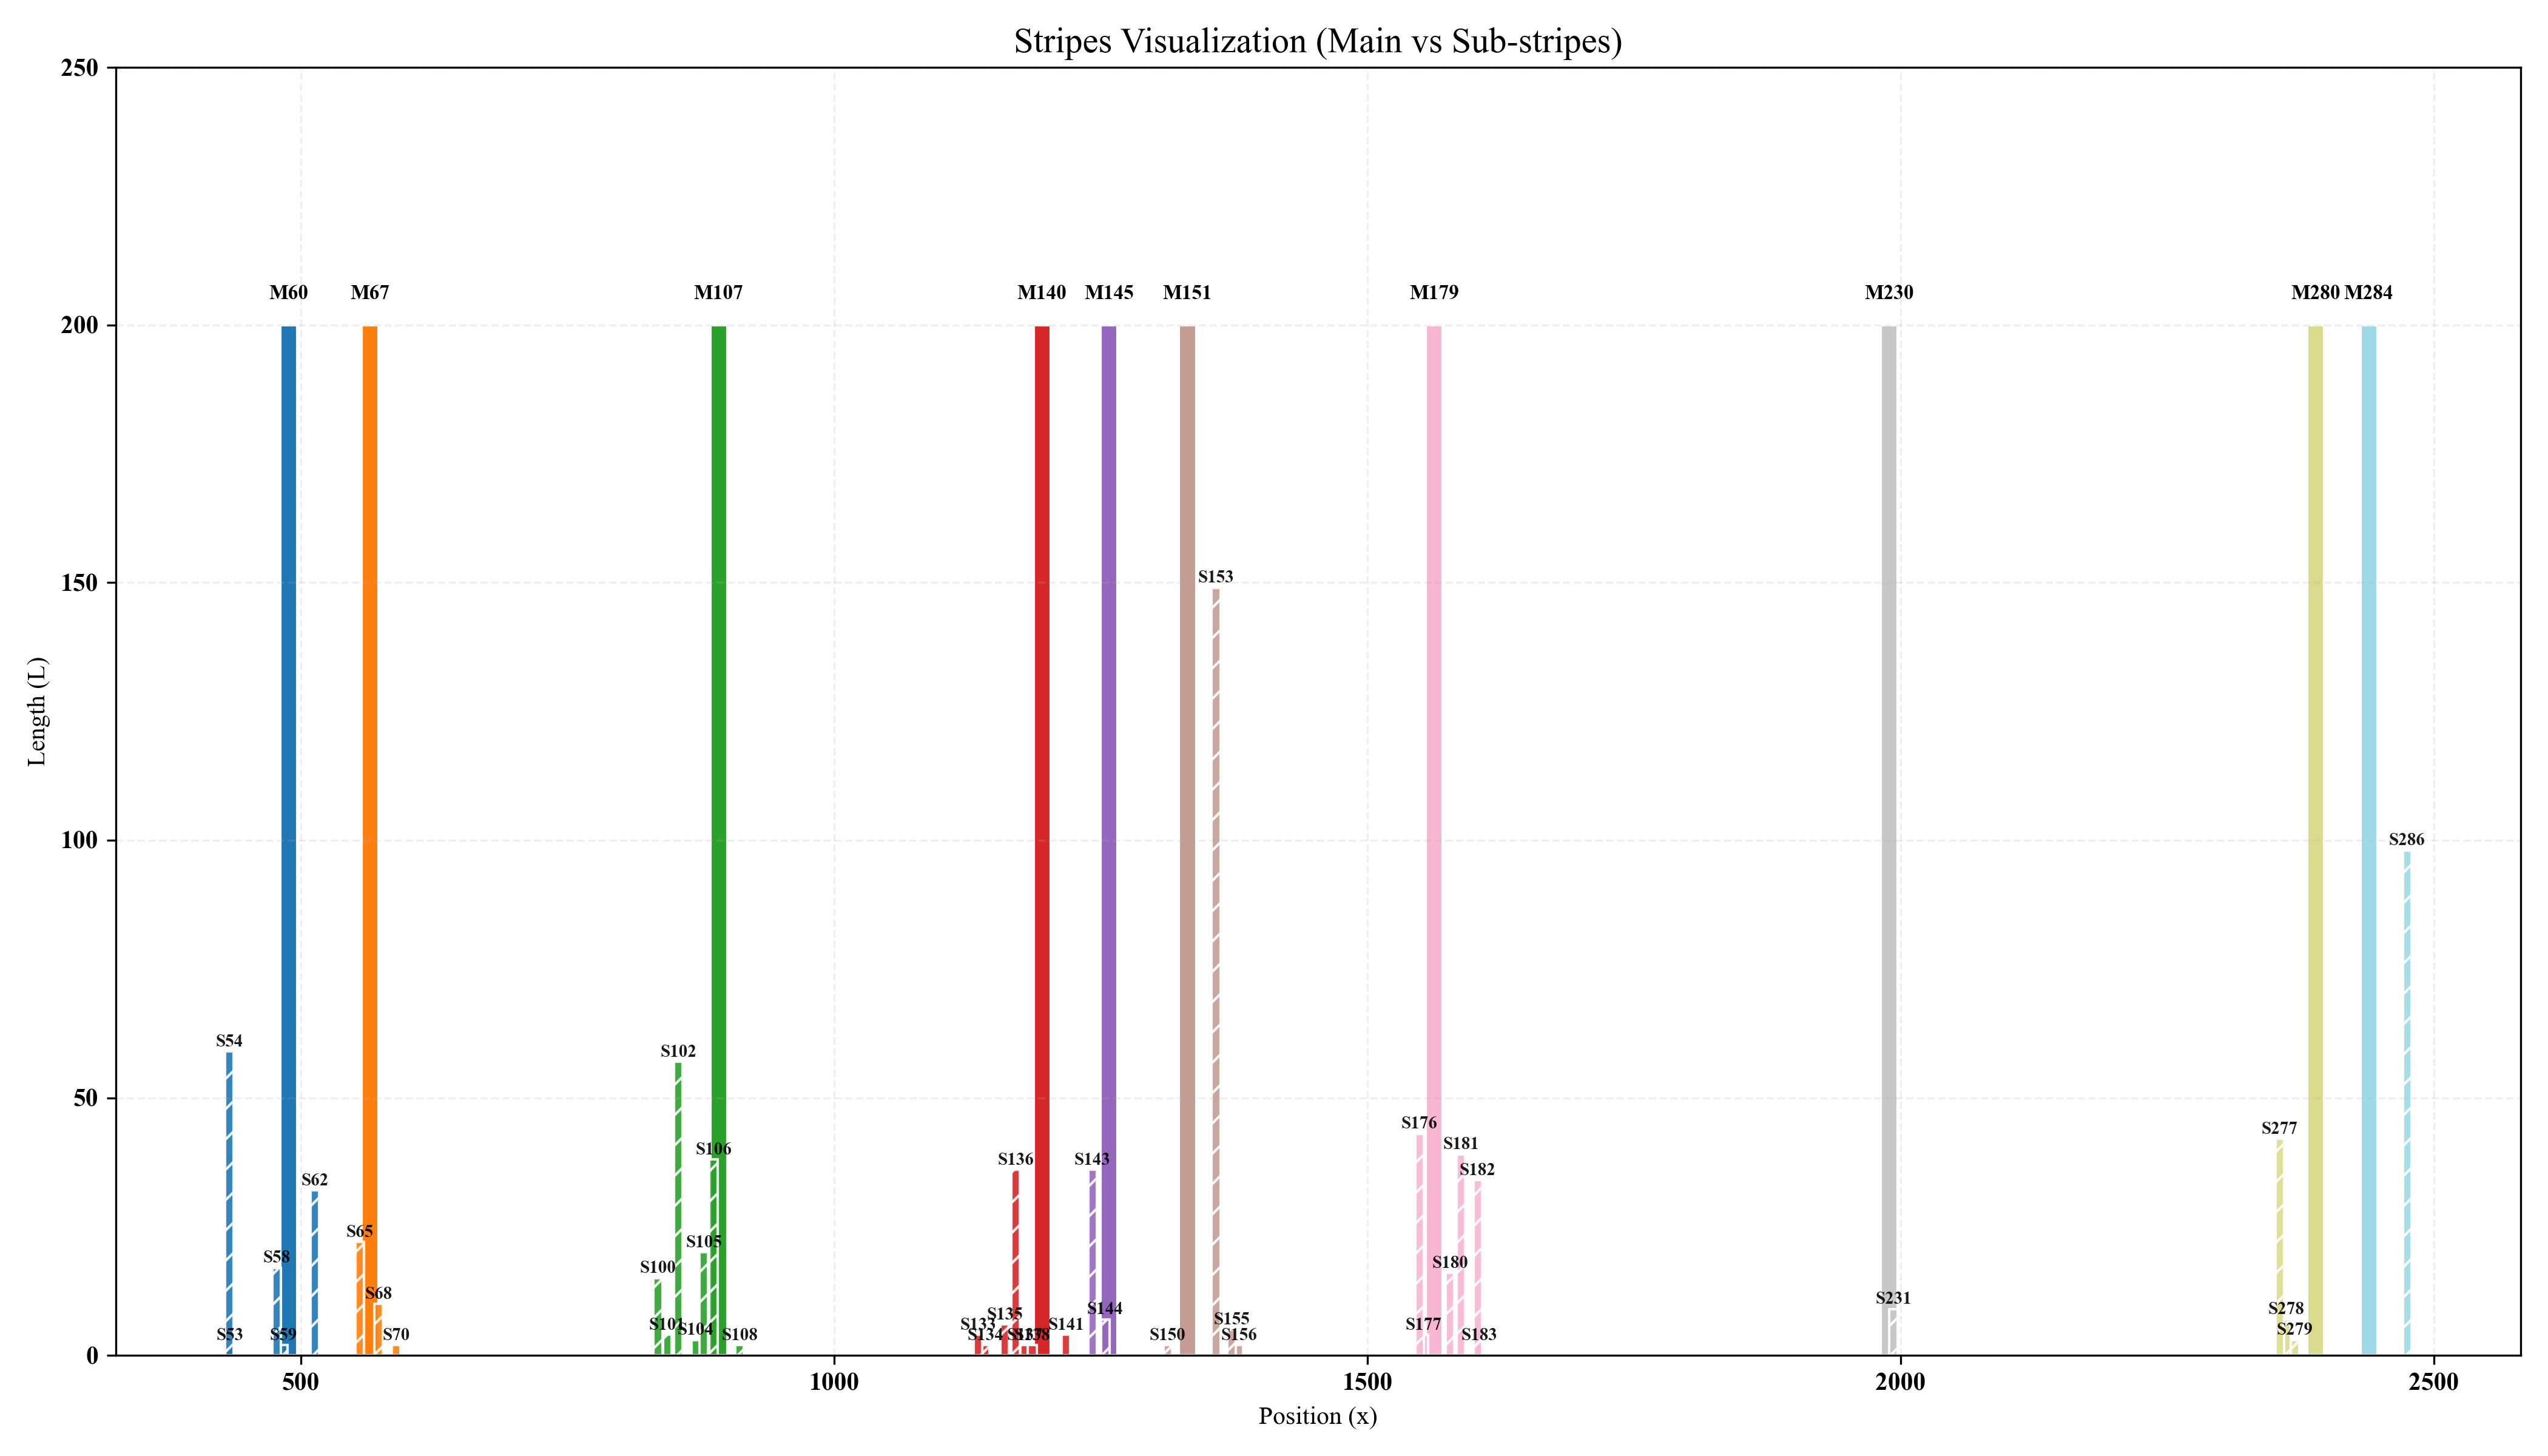 Stripes Visualization (Main vs Sub-stripes)
250
M60 M67 M107 M140 M145 M151 M179 M230 M280 M284
200
150
S153
100
S286
S54
S102
50
S176
S277
S181
S106
S136 S143
S182
S62
S65
S105
S58
S180
S100
S68
S231
S144
S278
S135
S155
S101
S133
S177
S104
S279
S53 S59 S70 S108 S134 S137 S138 S141 S150 S156 S183
0
500 1000 1500 2000 2500
Length (L)
Position (x)